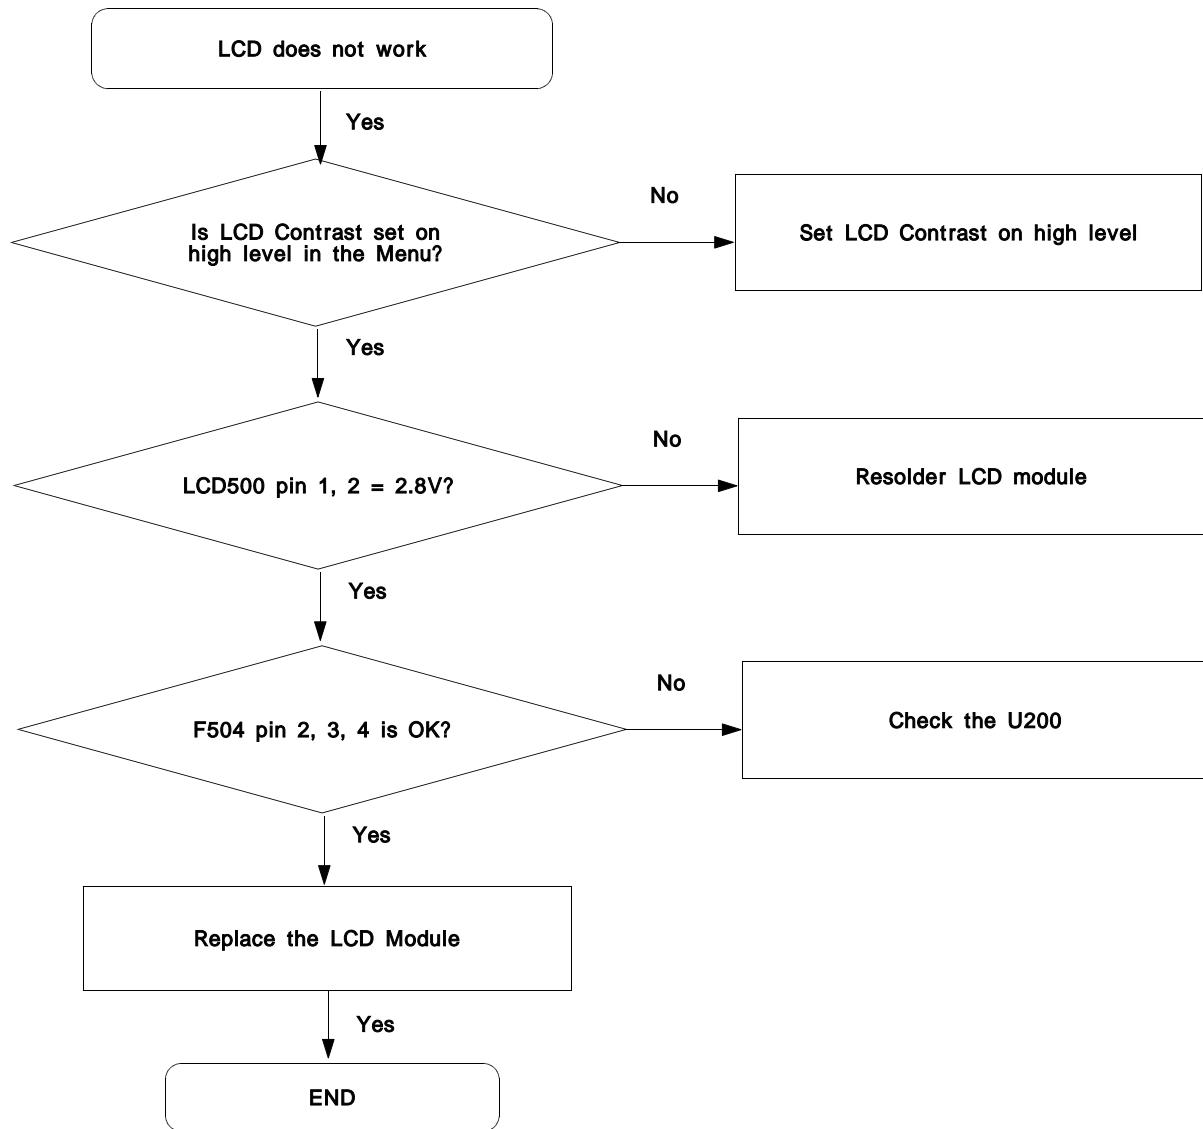 LCD does not work
Yes
Is LCD Contrast set on
high level in the Menu?
No
Set LCD Contrast on high level
Yes
LCD500 pin 1, 2 = 2.8V?
No
Resolder LCD module
Yes
F504 pin 2, 3, 4 is OK?
No
Check the U200
Yes
Replace the LCD Module
Yes
END